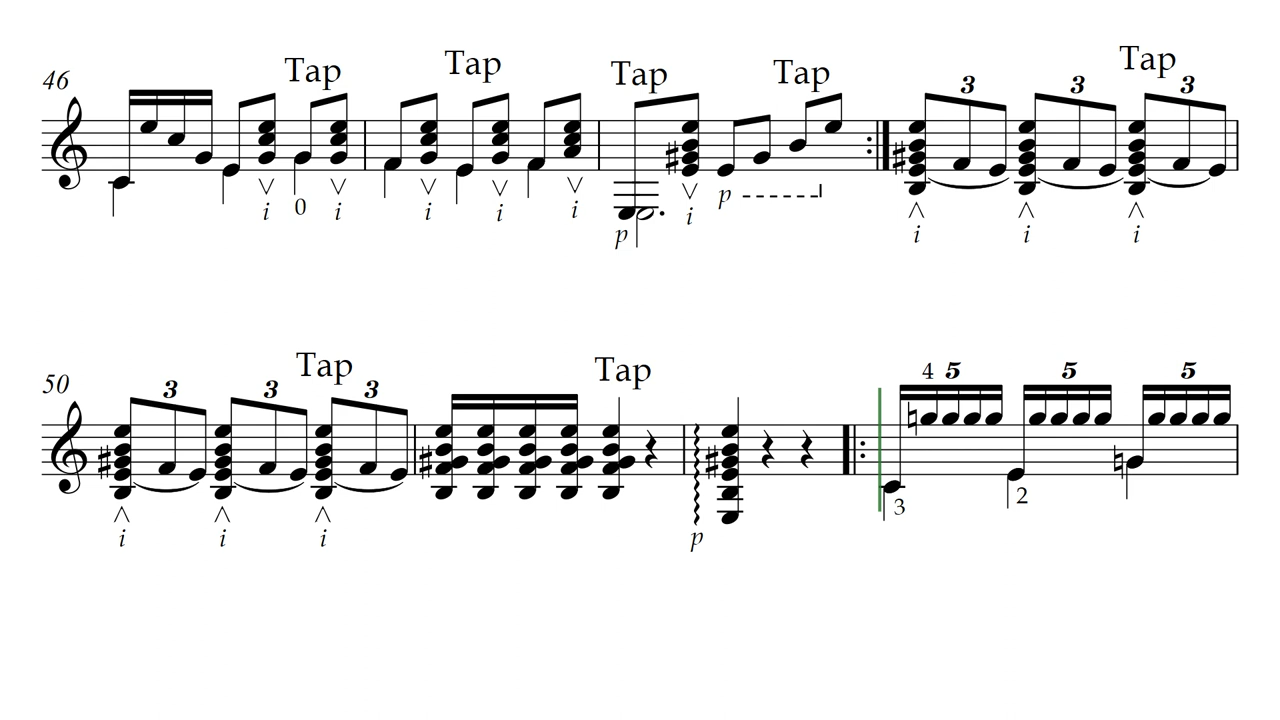 46 Tap Tap Tap Tap Tap
3 3 3
i 0 i i i i p i p i i i
50 Tap Tap
3 3 3 4 5 5 5
i i i p 3 2